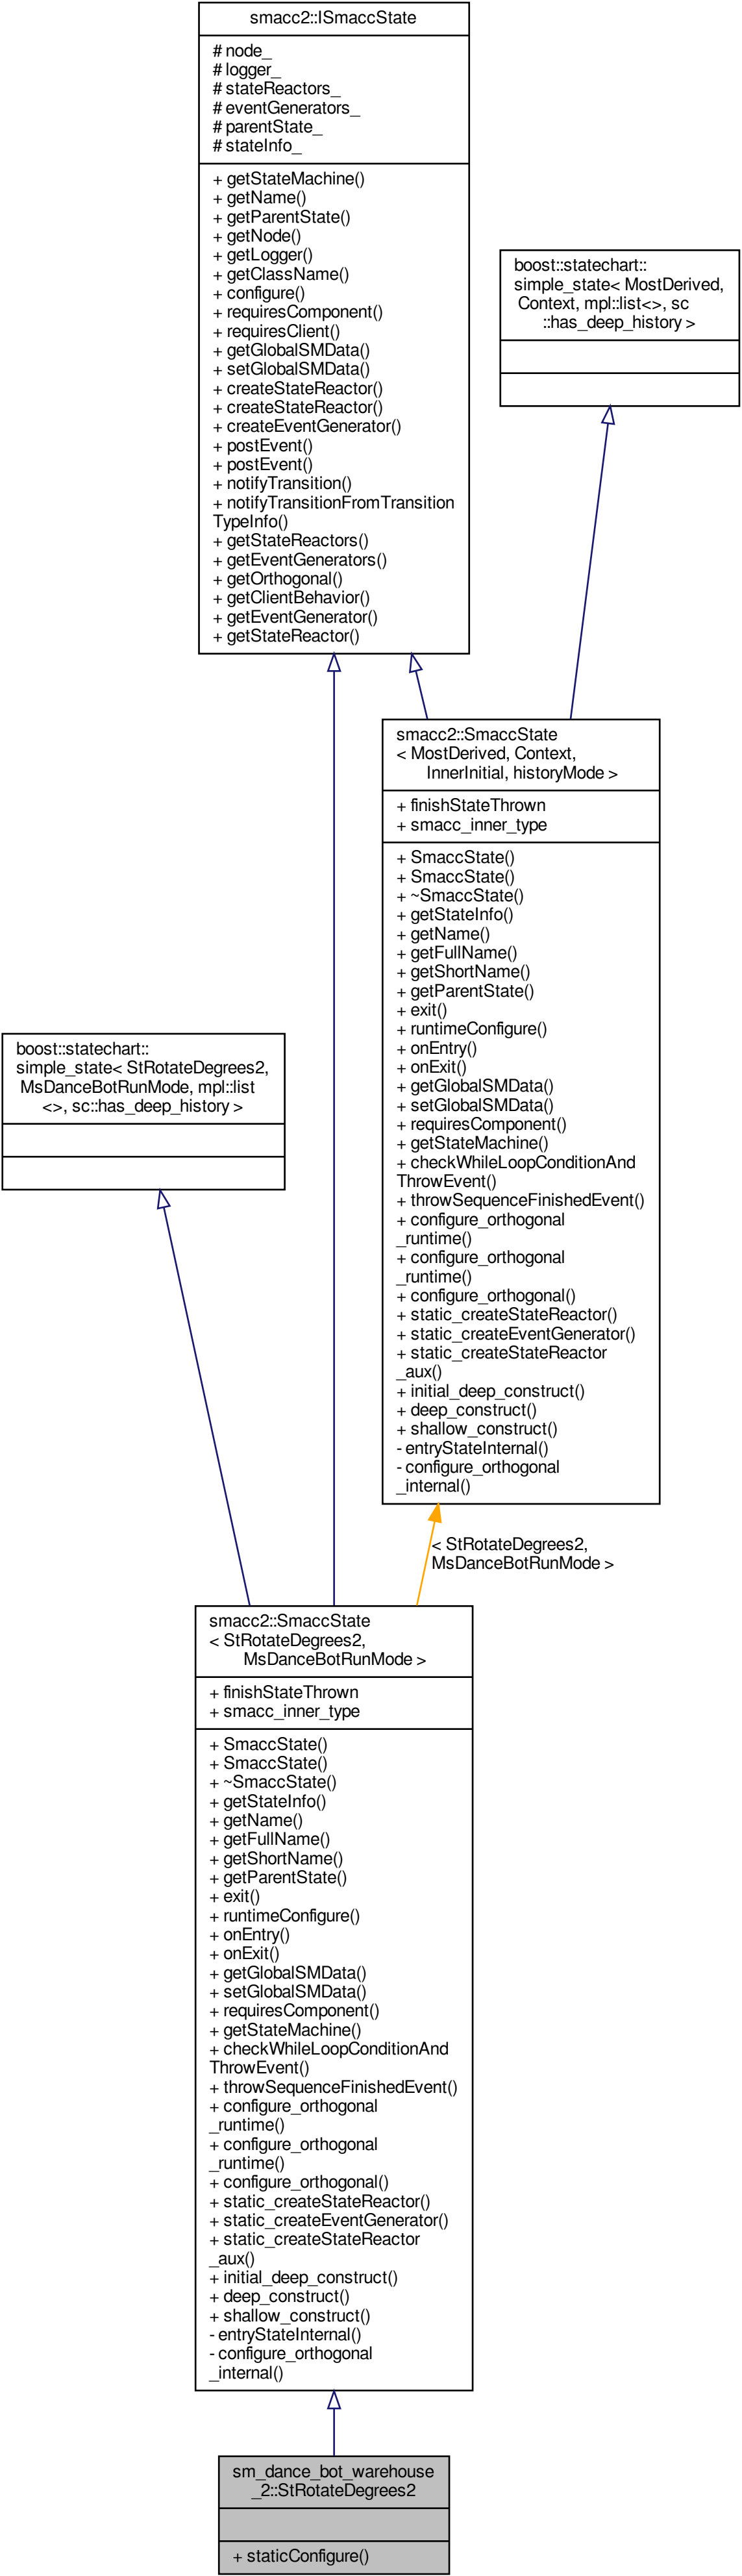 smacc2::ISmaccState
# node_
# logger_
# stateReactors_
# eventGenerators_
# parentState_
# stateInfo_
+ getStateMachine()
+ getName()
+ getParentState()
+ getNode()
+ getLogger()
+ getClassName()
+ configure()
+ requiresComponent()
+ requiresClient()
+ getGlobalSMData()
+ setGlobalSMData()
+ createStateReactor()
+ createStateReactor()
+ createEventGenerator()
+ postEvent()
+ postEvent()
+ notifyTransition()
+ notifyTransitionFromTransition
TypeInfo()
+ getStateReactors()
+ getEventGenerators()
+ getOrthogonal()
+ getClientBehavior()
+ getEventGenerator()
+ getStateReactor()
boost::statechart::
simple_state< MostDerived,
Context, mpl::list<>, sc
::has_deep_history >
smacc2::SmaccState
< MostDerived, Context,
InnerInitial, historyMode >
+ finishStateThrown
+ smacc_inner_type
+ SmaccState()
+ SmaccState()
+ ~SmaccState()
+ getStateInfo()
+ getName()
+ getFullName()
+ getShortName()
+ getParentState()
+ exit()
+ runtimeConfigure()
+ onEntry()
+ onExit()
+ getGlobalSMData()
+ setGlobalSMData()
+ requiresComponent()
+ getStateMachine()
+ checkWhileLoopConditionAnd
ThrowEvent()
+ throwSequenceFinishedEvent()
+ configure_orthogonal
_runtime()
+ configure_orthogonal
_runtime()
+ configure_orthogonal()
+ static_createStateReactor()
+ static_createEventGenerator()
+ static_createStateReactor
_aux()
+ initial_deep_construct()
+ deep_construct()
+ shallow_construct()
- entryStateInternal()
- configure_orthogonal
_internal()
boost::statechart::
simple_state< StRotateDegrees2,
MsDanceBotRunMode, mpl::list
<>, sc::has_deep_history >
< StRotateDegrees2,
MsDanceBotRunMode >
smacc2::SmaccState
< StRotateDegrees2,
MsDanceBotRunMode >
+ finishStateThrown
+ smacc_inner_type
+ SmaccState()
+ SmaccState()
+ ~SmaccState()
+ getStateInfo()
+ getName()
+ getFullName()
+ getShortName()
+ getParentState()
+ exit()
+ runtimeConfigure()
+ onEntry()
+ onExit()
+ getGlobalSMData()
+ setGlobalSMData()
+ requiresComponent()
+ getStateMachine()
+ checkWhileLoopConditionAnd
ThrowEvent()
+ throwSequenceFinishedEvent()
+ configure_orthogonal
_runtime()
+ configure_orthogonal
_runtime()
+ configure_orthogonal()
+ static_createStateReactor()
+ static_createEventGenerator()
+ static_createStateReactor
_aux()
+ initial_deep_construct()
+ deep_construct()
+ shallow_construct()
- entryStateInternal()
- configure_orthogonal
_internal()
sm_dance_bot_warehouse
_2::StRotateDegrees2
+ staticConfigure()